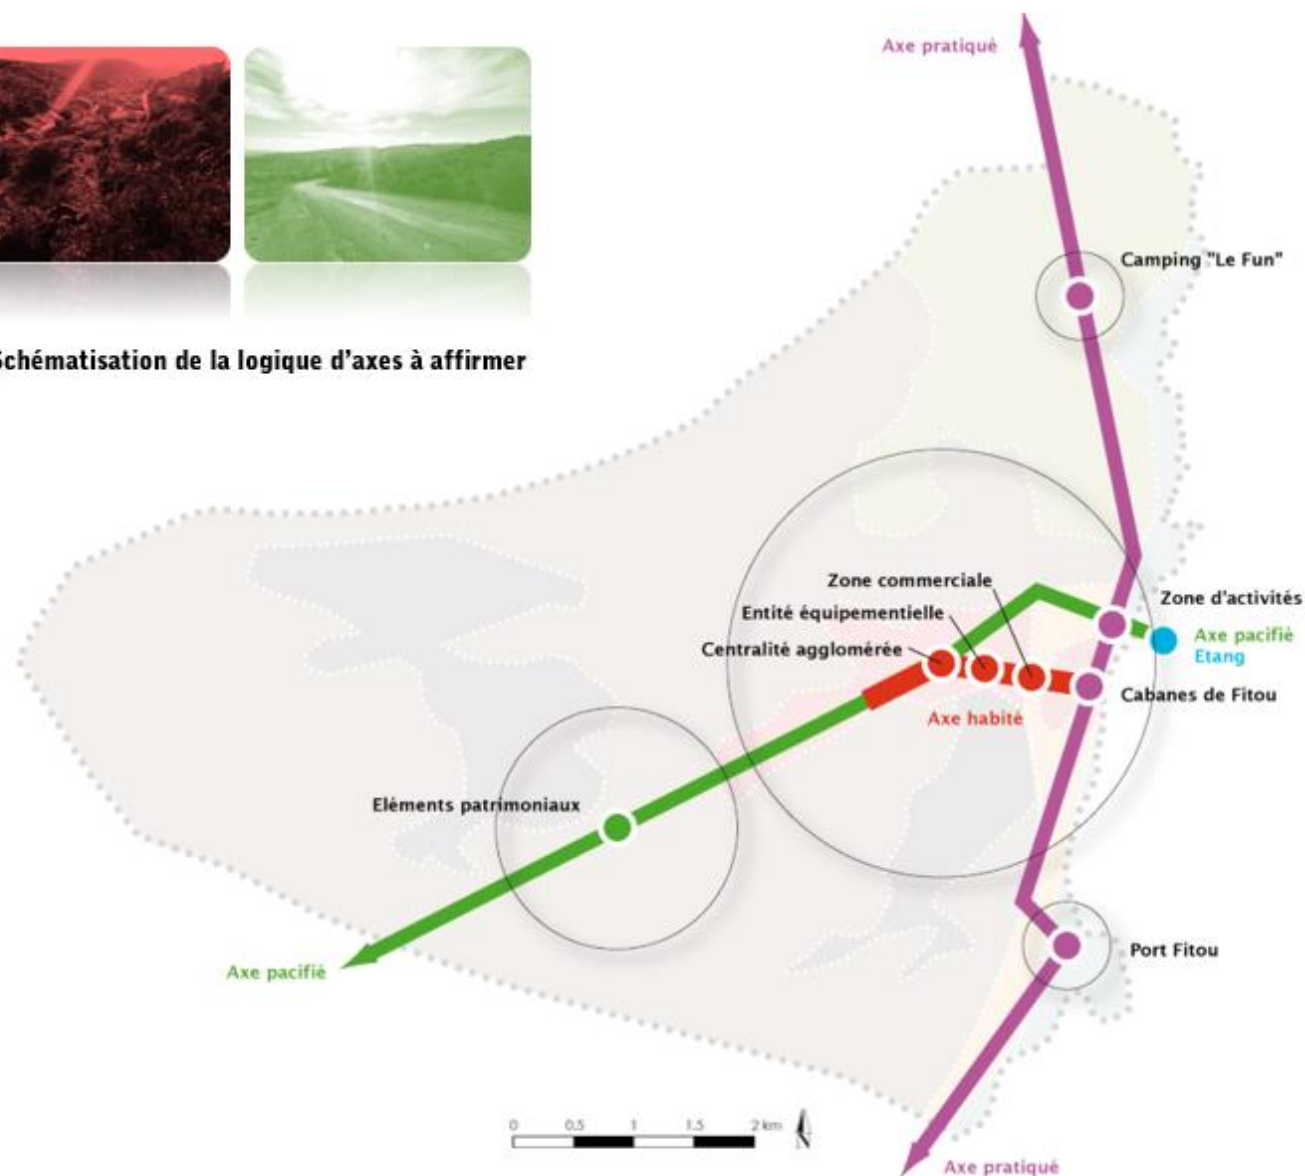 Axe pratiqué
Camping "Le Fun"
Schématisation de la logique d'axes à affirmer
Zone commerciale
Zone d'activités
Entité équipementielle
Axe pacifié
Centralité agglomérée
Etang
Cabanes de Fitou
Axe habité
Elèments patrimoniaux
Port Fitou
Axe pacifié
0 0.5 1 1.5 2 km
Axe pratiqué